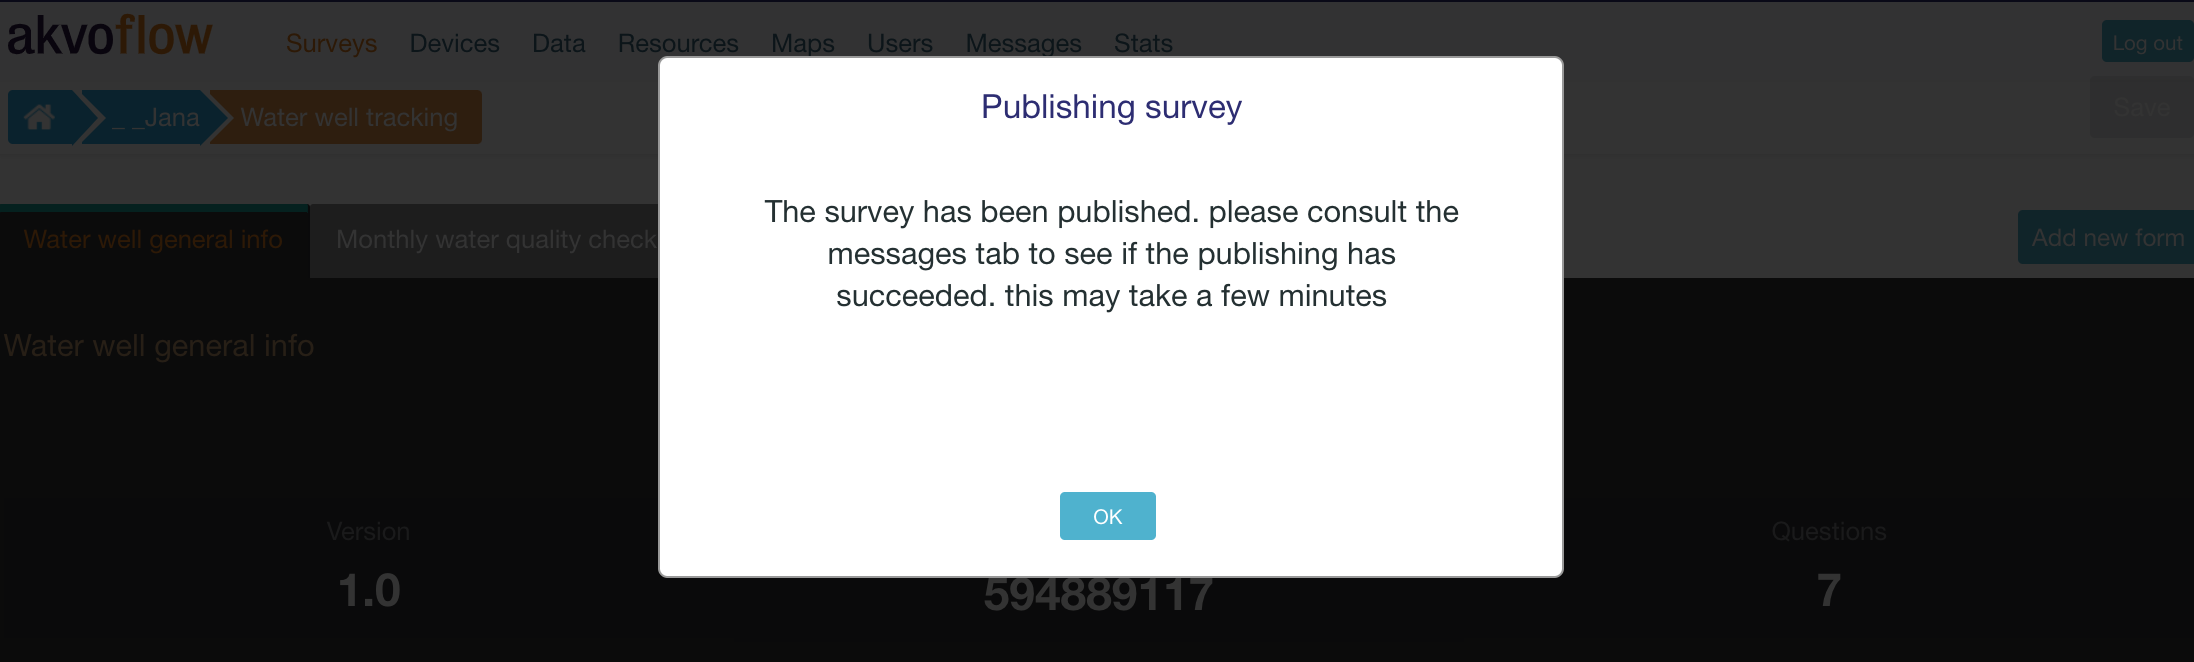 akvoflow
Surveys Devices Data Resources Maps Users Messages Stats
Log out
_ _Jana Water well tracking
Save
Publishing survey
The survey has been published. please consult the
messages tab to see if the publishing has
succeeded. this may take a few minutes
OK
Water well general info Monthly water quality check
Add new form
Water well general info
Version
1.0
594889117
Questions
7